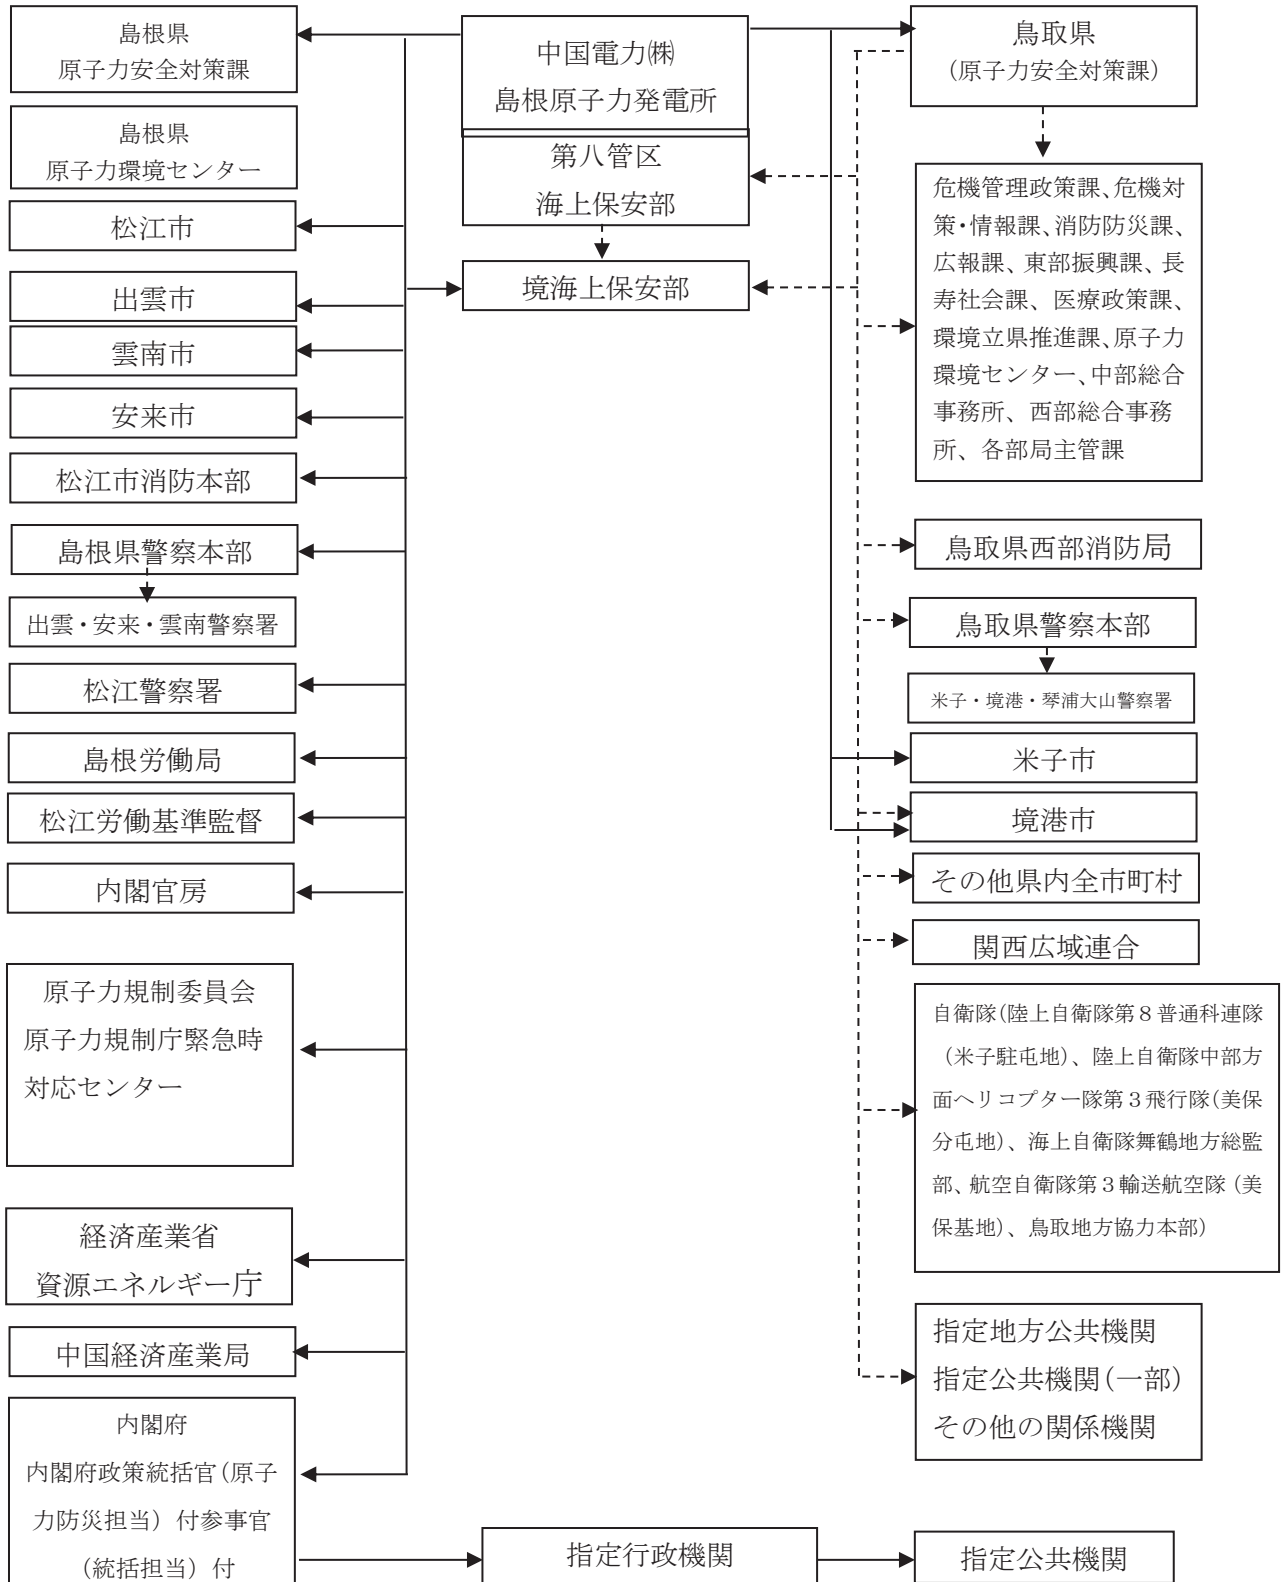 島根県
原子力安全対策課
島根県
原子力環境センター
松江市
出雲市
雲南市
安来市
松江市消防本部
島根県警察本部
出雲・安来・雲南警察署
松江警察署
島根労働局
松江労働基準監督
内閣官房
原子力規制委員会
原子力規制庁緊急時
対応センター
経済産業省
資源エネルギー庁
中国経済産業局
内閣府
内閣府政策統括官(原子
力防災担当)付参事官
(統括担当)付
中国電力㈱
島根原子力発電所
第八管区
海上保安部
境海上保安部
指定行政機関
鳥取県
(原子力安全対策課)
危機管理政策課、危機対
策・情報課、消防防災課、
広報課、東部振興課、長
寿社会課、医療政策課、
環境立県推進課、原子力
環境センター、中部総合
事務所、西部総合事務
所、各部局主管課
鳥取県西部消防局
鳥取県警察本部
米子・境港・琴浦大山警察署
米子市
境港市
その他県内全市町村
関西広域連合
自衛隊(陸上自衛隊第8普通科連隊
(米子駐屯地)、陸上自衛隊中部方
面ヘリコプター隊第3飛行隊(美保
分屯地)、海上自衛隊舞鶴地方総監
部、航空自衛隊第3輸送航空隊(美
保基地)、鳥取地方協力本部)
指定地方公共機関
指定公共機関(一部)
その他の関係機関
指定公共機関